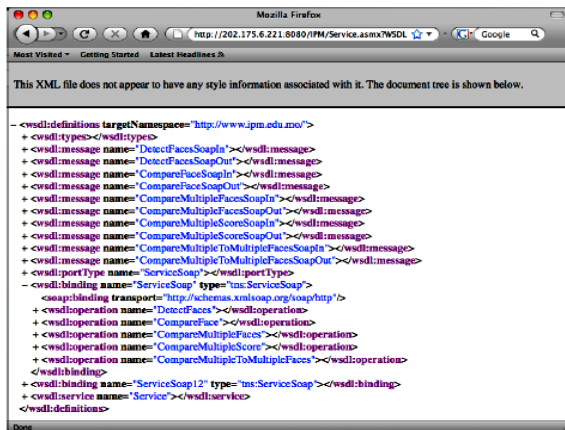 Mozilla Firefox
http://202.175.6.221:8080/IPM/Service.asmx?WSDL Google
Most Visited Getting Started Latest Headlines
This XML file does not appear to have any style information associated with it. The document tree is shown below.
- <wsdl:definitions targetNamespace="http://www.ipm.edu.mo/">
+ <wsdl:types></wsdl:types>
+ <wsdl:message name="DetectFacesSoapIn"></wsdl:message>
+ <wsdl:message name="DetectFacesSoapOut"></wsdl:message>
+ <wsdl:message name="CompareFaceSoapIn"></wsdl:message>
+ <wsdl:message name="CompareFaceSoapOut"></wsdl:message>
+ <wsdl:message name="CompareMultipleFacesSoapIn"></wsdl:message>
+ <wsdl:message name="CompareMultipleFacesSoapOut"></wsdl:message>
+ <wsdl:message name="CompareMultipleScoreSoapIn"></wsdl:message>
+ <wsdl:message name="CompareMultipleScoreSoapOut"></wsdl:message>
+ <wsdl:message name="CompareMultipleToMultipleFacesSoapIn"></wsdl:message>
+ <wsdl:message name="CompareMultipleToMultipleFacesSoapOut"></wsdl:message>
+ <wsdl:portType name="ServiceSoap"></wsdl:portType>
- <wsdl:binding name="ServiceSoap" type="tns:ServiceSoap">
<soap:binding transport="http://schemas.xmlsoap.org/soap/http"/>
+ <wsdl:operation name="DetectFaces"></wsdl:operation>
+ <wsdl:operation name="CompareFace"></wsdl:operation>
+ <wsdl:operation name="CompareMultipleFaces"></wsdl:operation>
+ <wsdl:operation name="CompareMultipleScore"></wsdl:operation>
+ <wsdl:operation name="CompareMultipleToMultipleFaces"></wsdl:operation>
</wsdl:binding>
+ <wsdl:binding name="ServiceSoap12" type="tns:ServiceSoap"></wsdl:binding>
+ <wsdl:service name="Service"></wsdl:service>
</wsdl:definitions>
Done